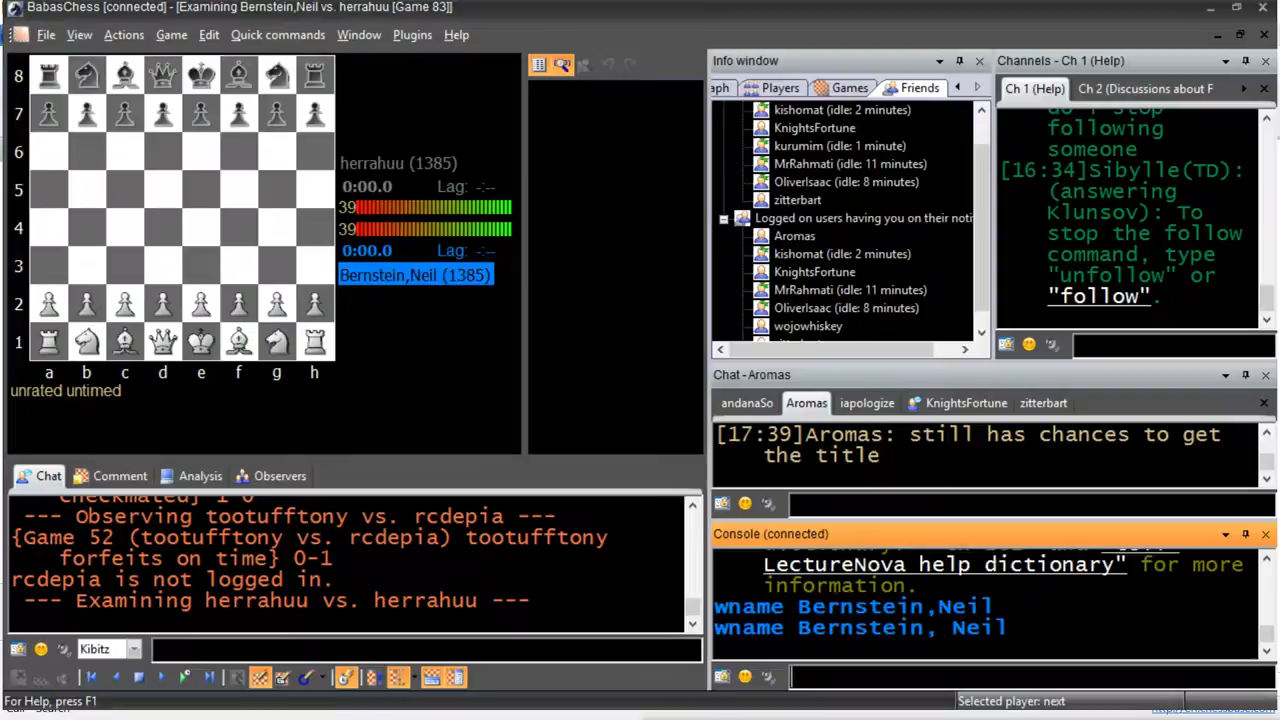 BabasChess [connected] - [Examining Bernstein,Neil vs. herrahuu [Game 83]]
File View Actions Game Edit Quick commands Window Plugins Help
8
7
6
5
4
3
2
1
a b c d e f g h
herrahuu (1385)
0:00.0 Lag: -:--
39
39
0:00.0 Lag: -:--
Bernstein,Neil (1385)
unrated untimed
Chat Comment Analysis Observers
checkmated} 1-0
--- Observing tootufftony vs. rcdepia ---
{Game 52 (tootufftony vs. rcdepia) tootufftony
forfeits on time} 0-1
rcdepia is not logged in.
--- Examining herrahuu vs. herrahuu ---
Kibitz
For Help, press F1
Info window
aph Players Games Friends
kishomat (idle: 2 minutes)
KnightsFortune
kurumim (idle: 1 minute)
MrRahmati (idle: 11 minutes)
OliverIsaac (idle: 8 minutes)
zitterbart
Logged on users having you on their noti
Aromas
kishomat (idle: 2 minutes)
KnightsFortune
MrRahmati (idle: 11 minutes)
OliverIsaac (idle: 8 minutes)
wojowhiskey
Channels - Ch 1 (Help)
Ch 1 (Help) Ch 2 (Discussions about F
do I stop
following
someone
[16:34]Sibylle(TD):
(answering
Klunsov): To
stop the follow
command, type
"unfollow" or
"follow".
Chat - Aromas
andanaSo Aromas iapologize KnightsFortune zitterbart
[17:39]Aromas: still has chances to get
the title
Console (connected)
LectureNova help dictionary" for more
information.
wname Bernstein,Neil
wname Bernstein, Neil
Selected player: next